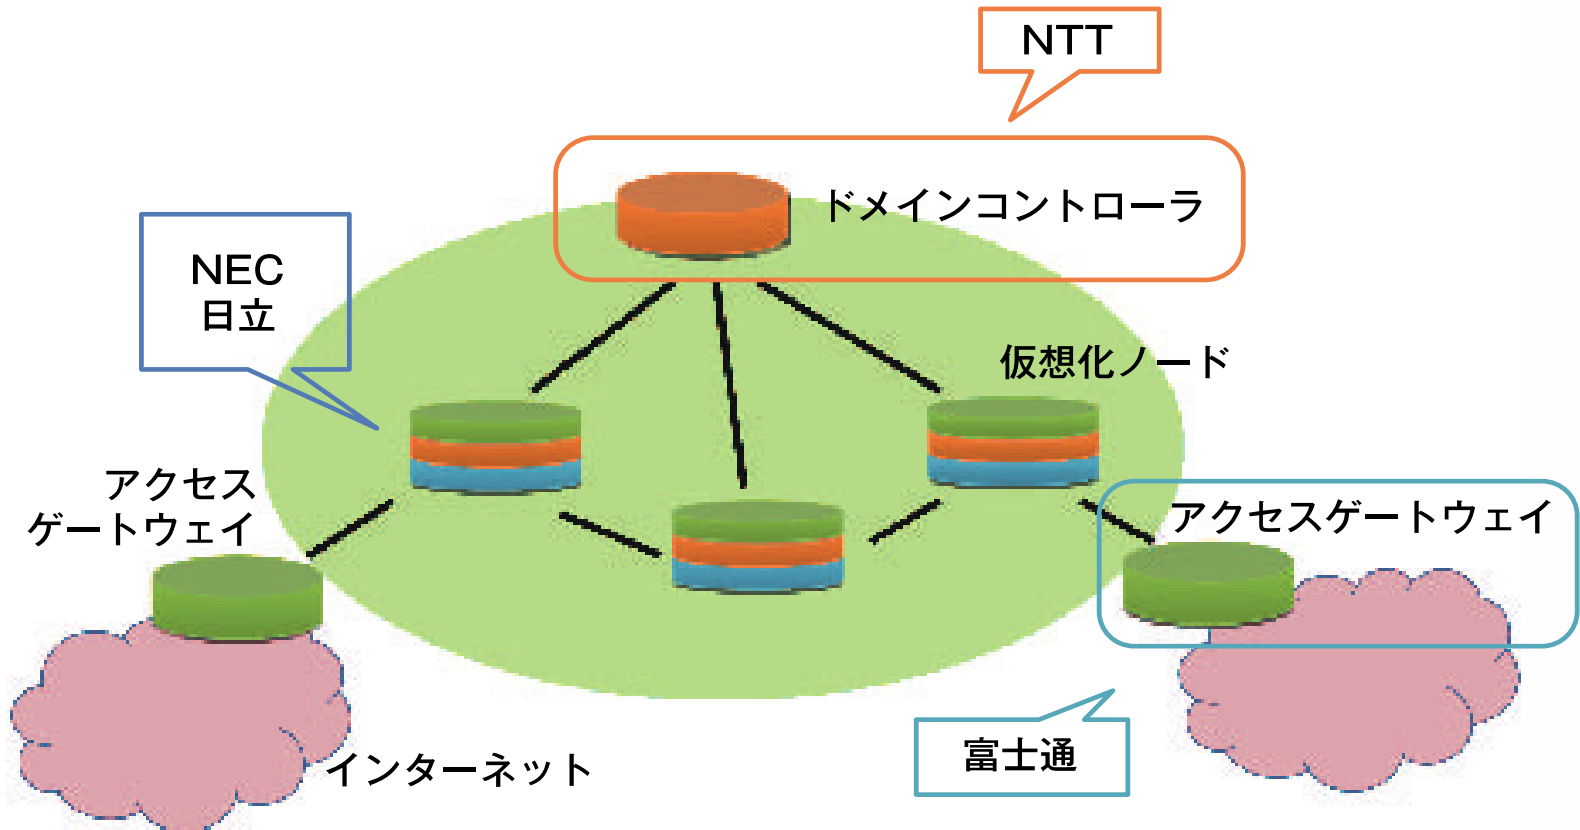 NTT
ドメインコントローラ
NEC
日立
仮想化ノード
アクセス
ゲートウェイ
アクセスゲートウェイ
富士通
インターネット